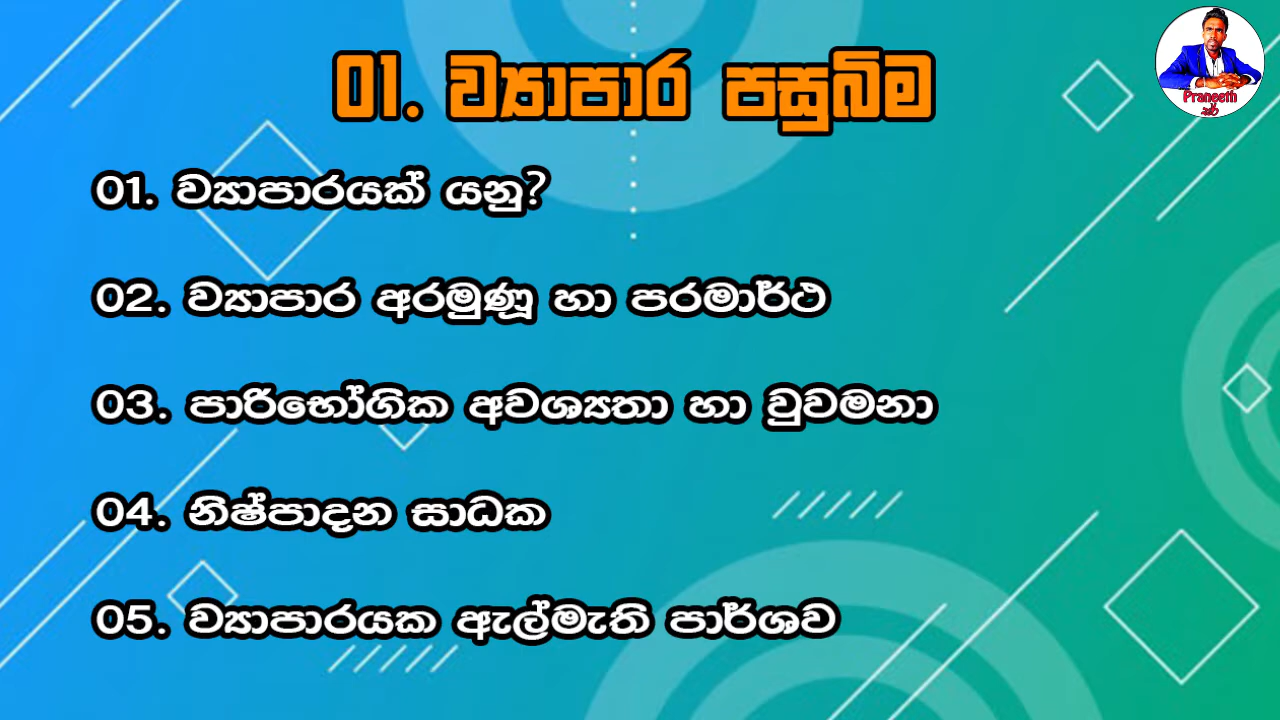 01. ව්‍යාපාර පසුබිම
Praneeth
සර්
01. ව්‍යාපාරයක් යනු?
02. ව්‍යාපාර අරමුණූ හා පරමාර්ථ
03. පාරිභෝගික අවශ්‍යතා හා වුවමනා
04. නිෂ්පාදන සාධක
05. ව්‍යාපාරයක ඇල්මැති පාර්ශව